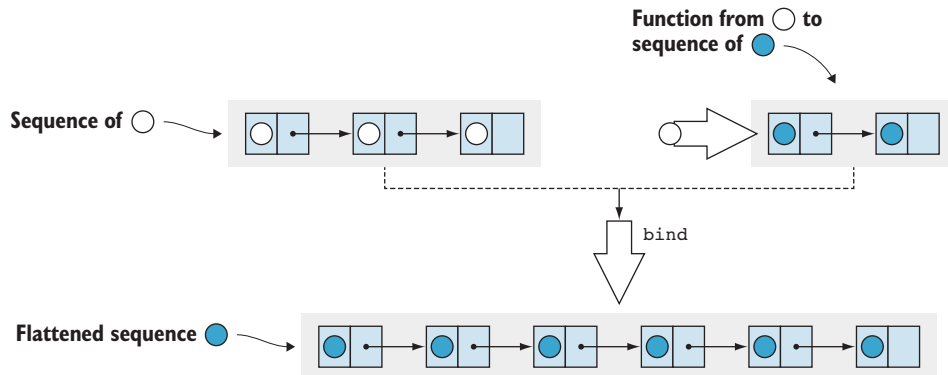 Function from to
sequence of
Sequence of
bind
Flattened sequence